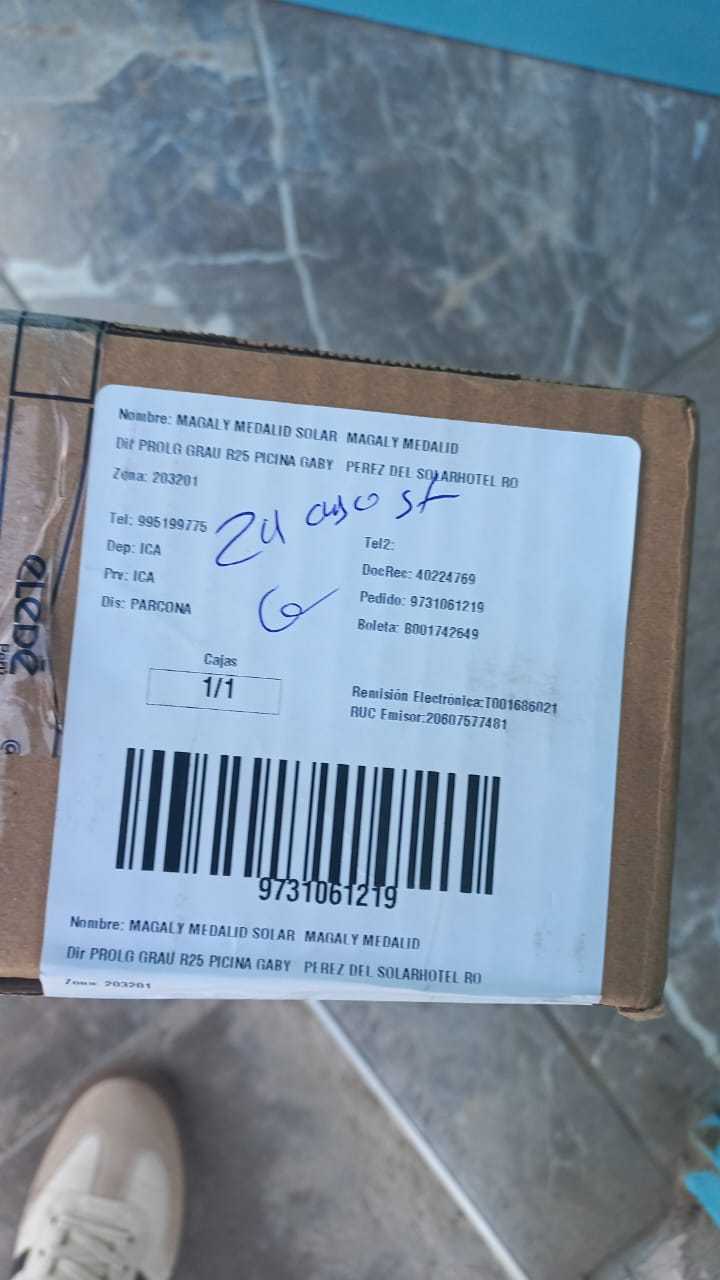 Nombre: MAGALY MEDALID SOLAR MAGALY MEDALID
Dir PROLG GRAU R25 PICINA GABY PEREZ DEL SOLARHOTEL RO
Zona: 203201
Tel: 995199775
Tel2:
Dep: ICA
DocRec: 40224769
Prv: ICA
Pedido: 9731061219
Dis: PARCONA
Boleta: B001742649
Cajas
1/1
Remisión Electrónica:T001686021
RUC Emisor:20607577481
9731061219
Nombre: MAGALY MEDALID SOLAR MAGALY MEDALID
Dir PROLG GRAU R25 PICINA GABY PEREZ DEL SOLARHOTEL RO
Zona: 203201